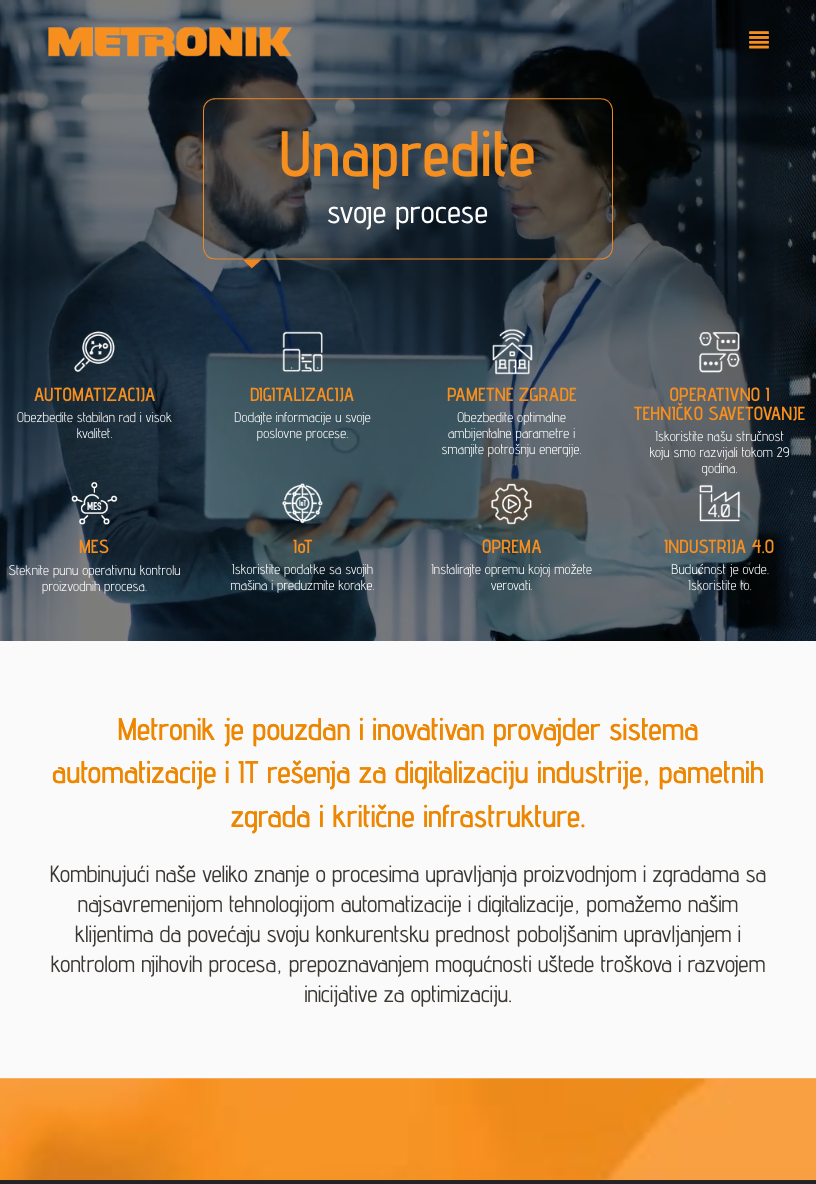 METRONIK
Unapredite
svoje procese
AUTOMATIZACIJA
Obezbedite stabilan rad i visok
kvalitet.
DIGITALIZACIJA
Dodajte informacije u svoje
poslovne procese.
PAMETNE ZGRADE
Obezbedite optimalne
ambijentalne parametre i
smanjite potrošnju energije.
OPERATIVNO I
TEHNIČKO SAVETOVANJE
Iskoristite našu stručnost
koju smo razvijali tokom 29
godina.
MES
MES
Steknite punu operativnu kontrolu
proizvodnih procesa.
IoT
IoT
Iskoristite podatke sa svojih
mašina i preduzmite korake.
OPREMA
Instalirajte opremu kojoj možete
verovati.
4.0
INDUSTRIJA 4.0
Budućnost je ovde.
Iskoristite to.
Metronik je pouzdan i inovativan provajder sistema
automatizacije i IT rešenja za digitalizaciju industrije, pametnih
zgrada i kritične infrastrukture.
Kombinujući naše veliko znanje o procesima upravljanja proizvodnjom i zgradama sa
najsavremenijom tehnologijom automatizacije i digitalizacije, pomažemo našim
klijentima da povećaju svoju konkurentsku prednost poboljšanim upravljanjem i
kontrolom njihovih procesa, prepoznavanjem mogućnosti uštede troškova i razvojem
inicijative za optimizaciju.